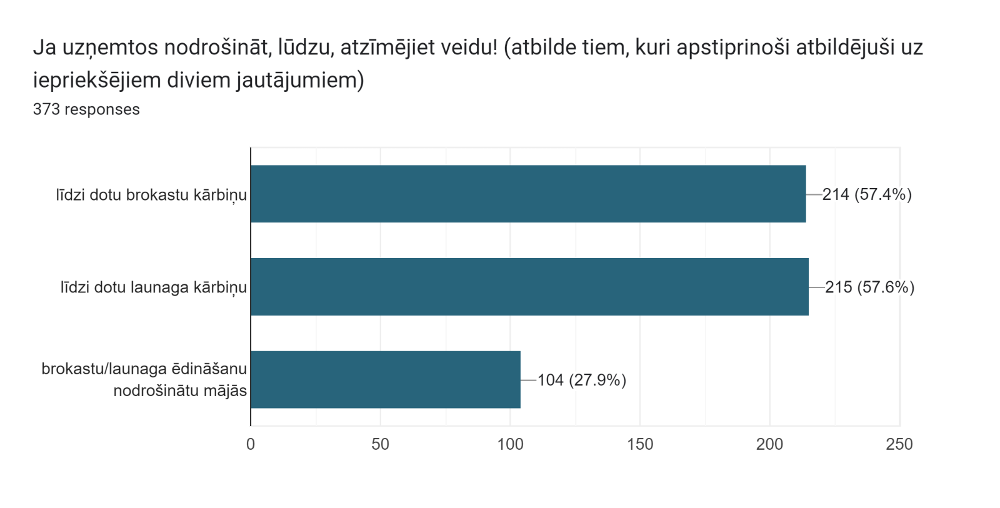 Ja uzņemtos nodrošināt, lūdzu, atzīmējiet veidu! (atbilde tiem, kuri apstiprinoši atbildējuši uz
iepriekšējiem diviem jautājumiem)
373 responses
līdzi dotu brokastu kārbiņu
214 (57.4%)
līdzi dotu launaga kārbiņu
215 (57.6%)
brokastu/launaga ēdināšanu
nodrošinātu mājās
104 (27.9%)
0 50 100 150 200 250